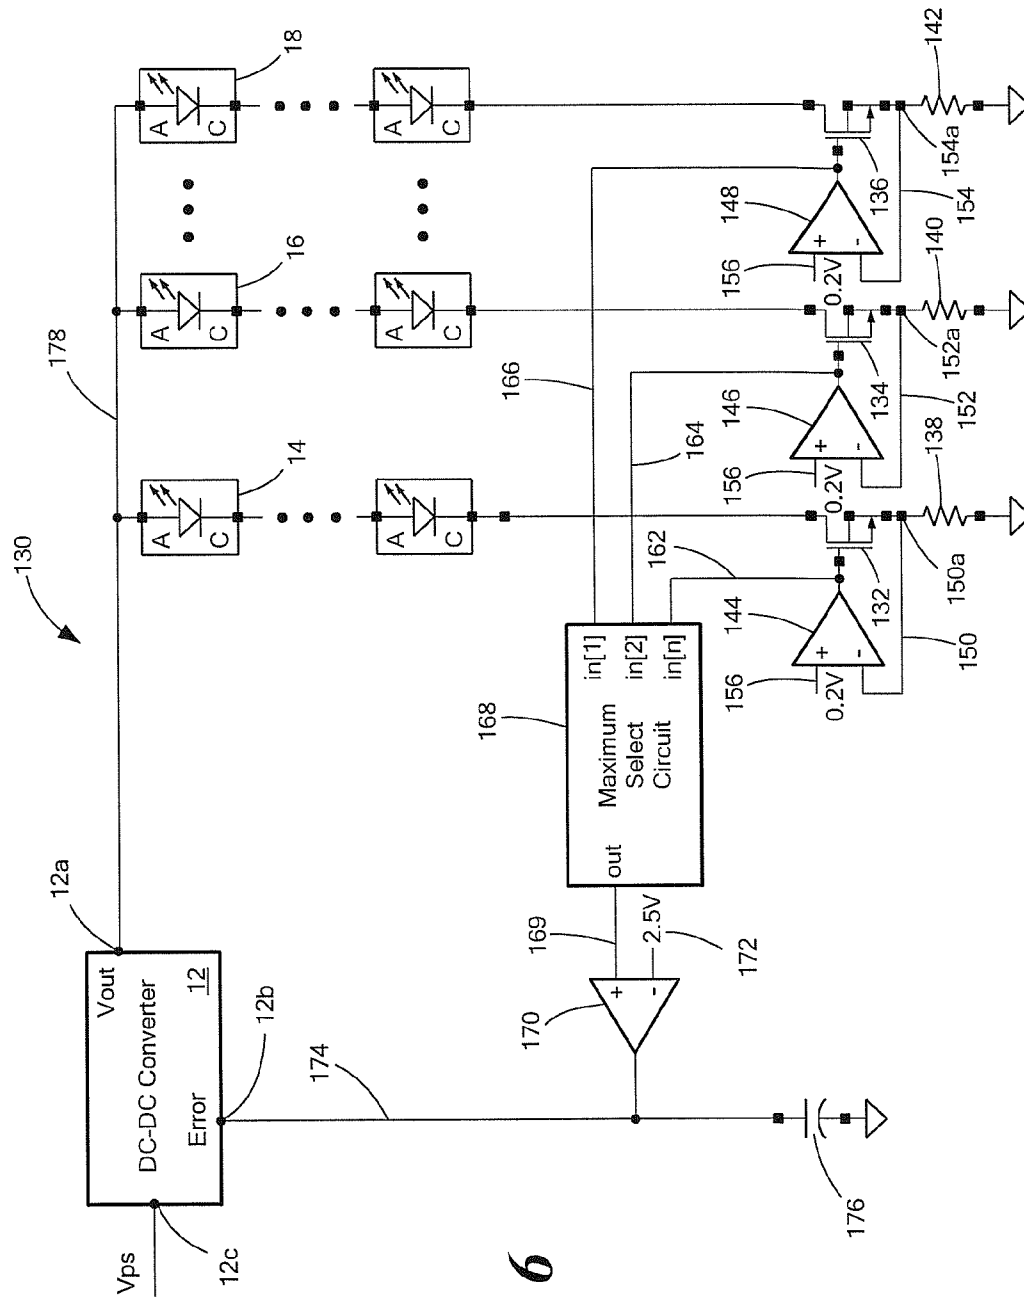 130
178
18
A
C
A
C
16
A
C
A
C
14
A
C
A
C
12a
Vout
DC-DC Converter
12
Error
12b
12c
Vps
174
166
164
162
168
in[1]
in[2]
in[n]
Maximum
Select
Circuit
out
169
2.5V
172
170
+
-
176
148
156
+
-
0.2V
136
154
154a
142
146
156
+
-
0.2V
134
152
152a
140
144
156
+
-
0.2V
132
150
150a
138
6